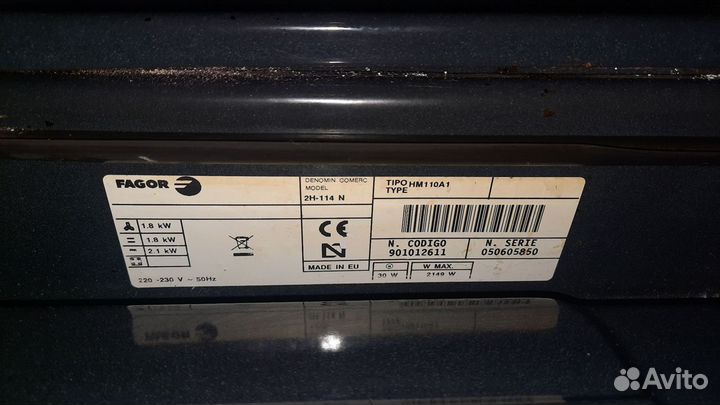 FAGOR
DENOMIN. COMERC
MODEL
2H-114 N
TIPO HM110A1
TYPE
1.8 kW
1.8 kW
2.1 kW
CE
N
MADE IN EU
N. CODIGO
901012611
N. SERIE
050605850
30 W
W MAX.
2149 W
220 -230 V ~ 50Hz
Avito